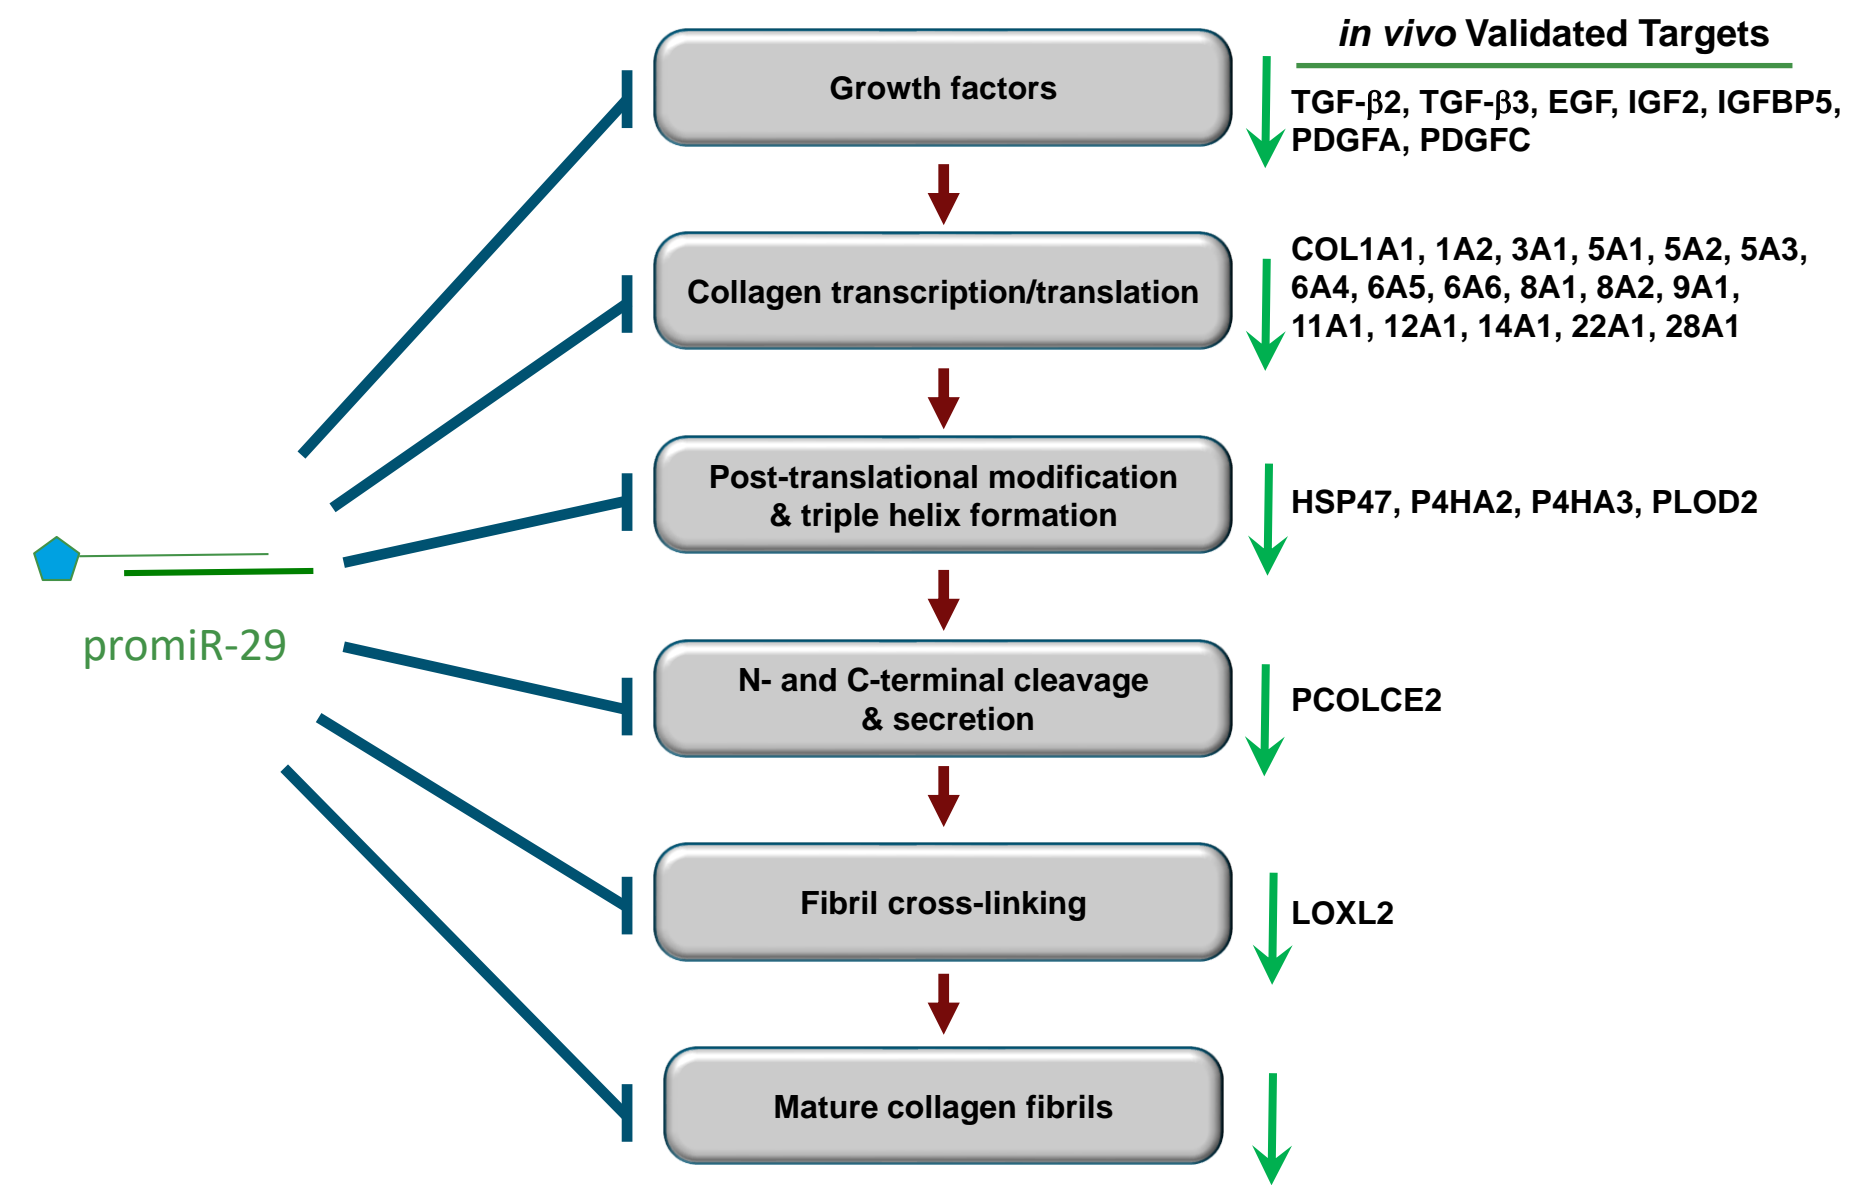 in vivo Validated Targets
Growth factors
TGF-β2, TGF-β3, EGF, IGF2, IGFBP5,
PDGFA, PDGFC
Collagen transcription/translation
COL1A1, 1A2, 3A1, 5A1, 5A2, 5A3,
6A4, 6A5, 6A6, 8A1, 8A2, 9A1,
11A1, 12A1, 14A1, 22A1, 28A1
Post-translational modification
& triple helix formation
HSP47, P4HA2, P4HA3, PLOD2
promiR-29
N- and C-terminal cleavage
& secretion
PCOLCE2
Fibril cross-linking
LOXL2
Mature collagen fibrils